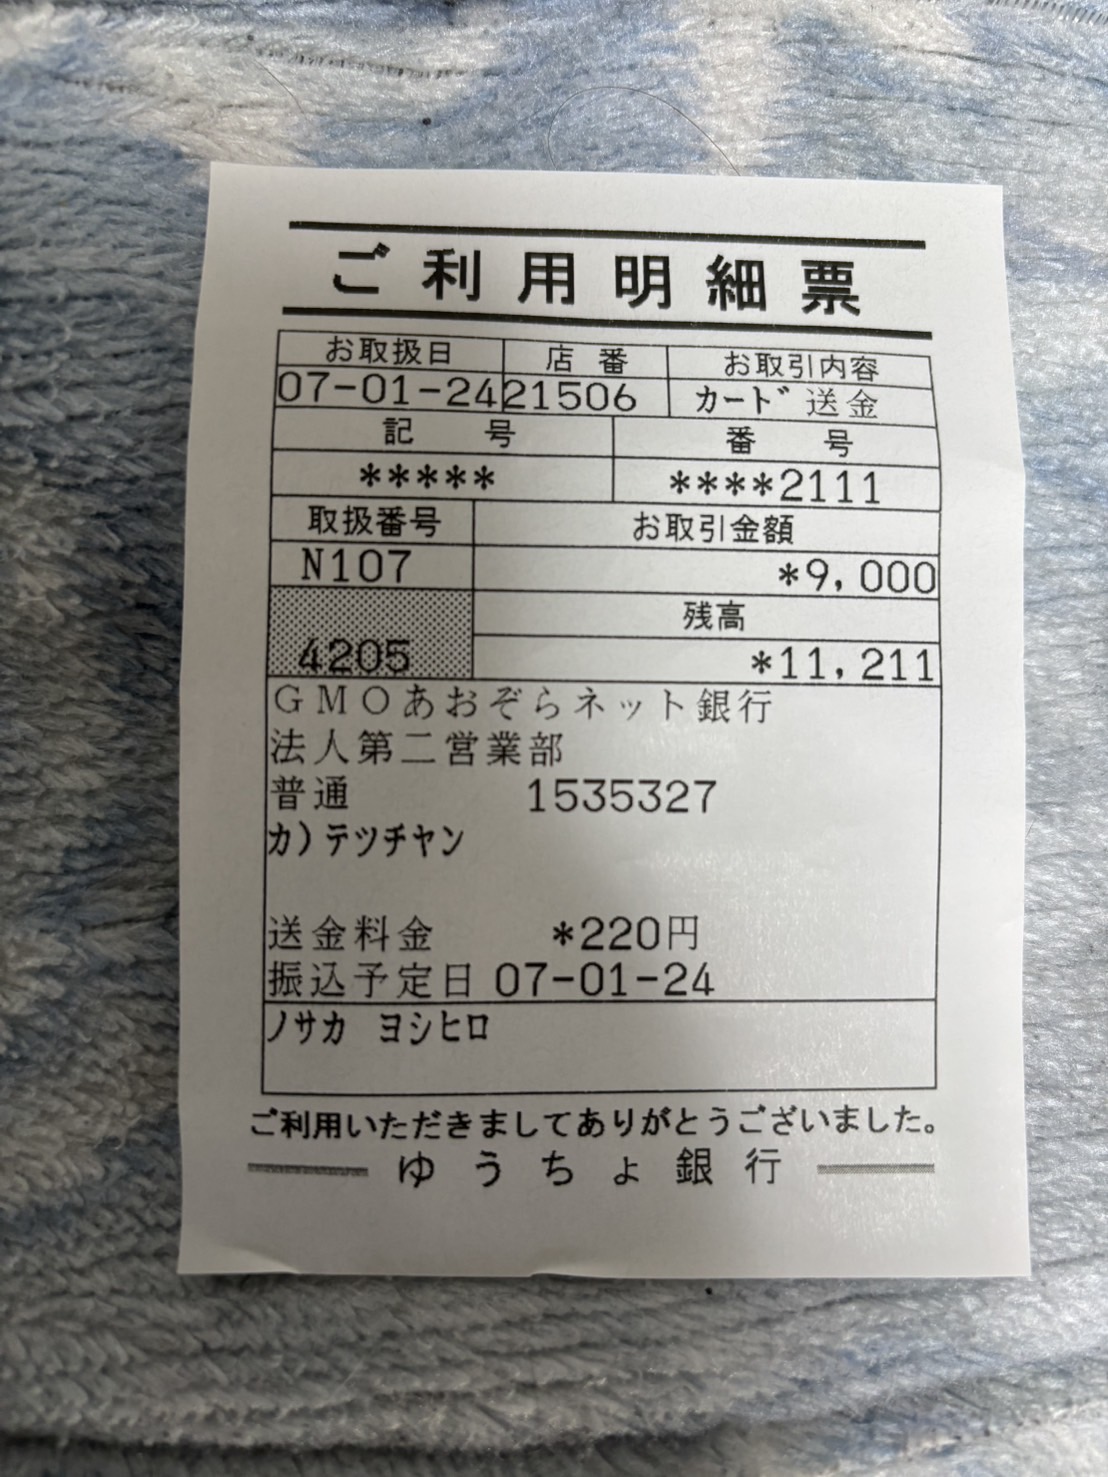 ご利用明細票
お取扱日 店番 お取引内容
07-01-24 21506 カード送金
記号 番号
***** ****2111
取扱番号 お取引金額
N107 *9,000
残高
4205 *11,211
GMOあおぞらネット銀行
法人第二営業部
普通 1535327
カ)テツチヤン
送金料金 *220円
振込予定日 07-01-24
ノサカ ヨシヒロ
ご利用いただきましてありがとうございました。
ゆうちょ銀行